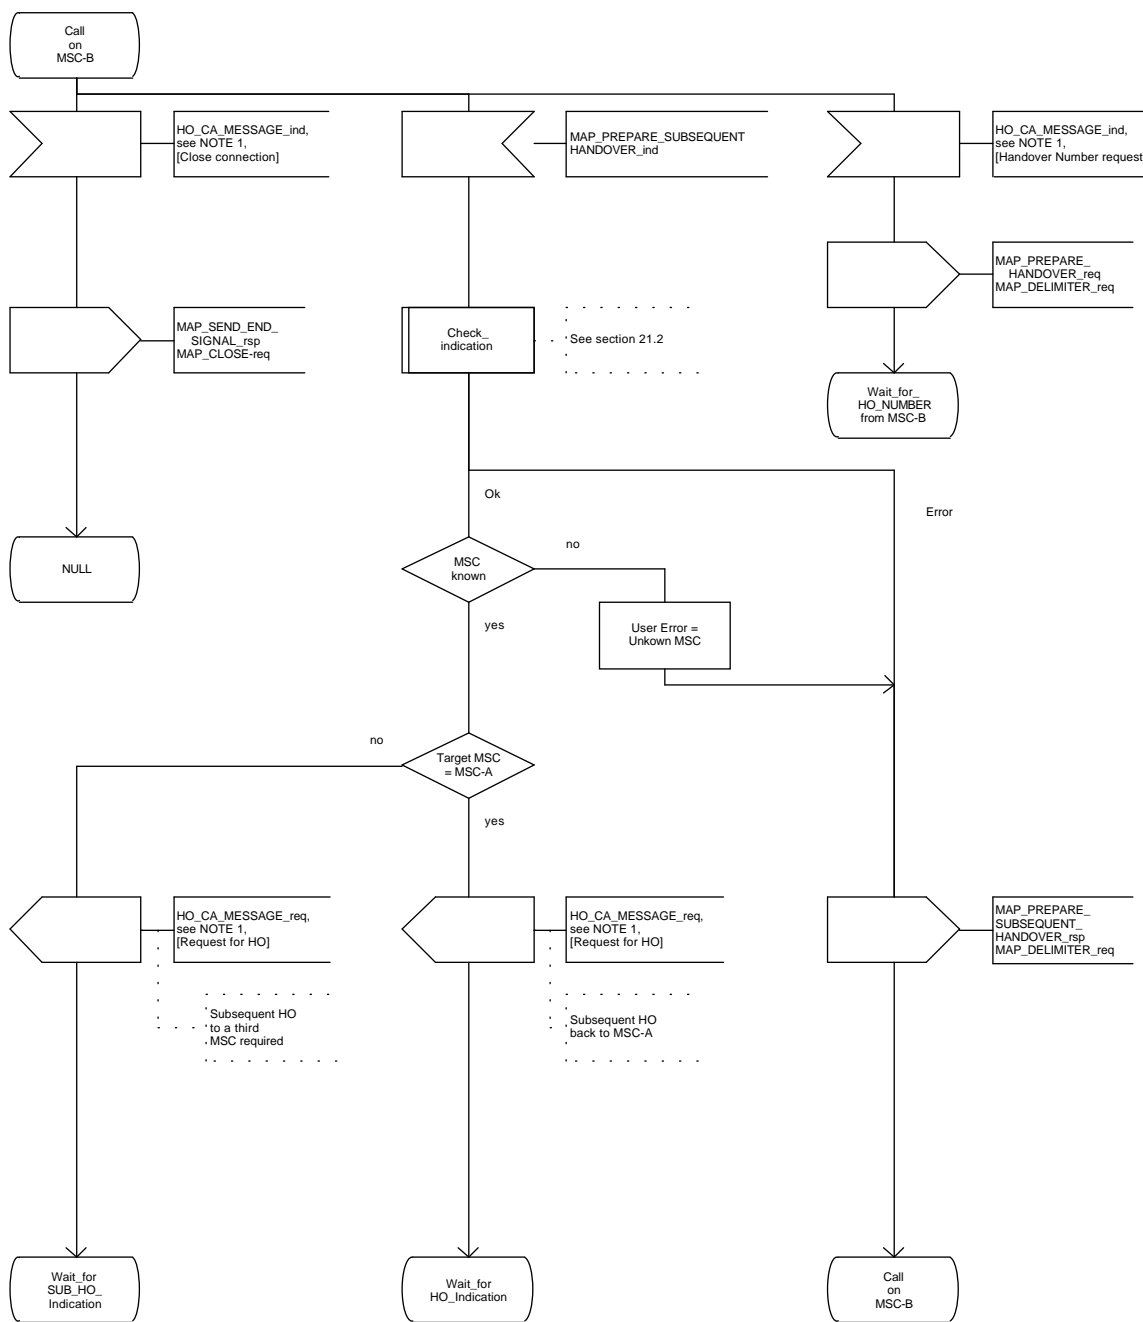 Call
on
MSC-B
HO_CA_MESSAGE_ind,
see NOTE 1,
[Close connection]
MAP_PREPARE_SUBSEQUENT
HANDOVER_ind
HO_CA_MESSAGE_ind,
see NOTE 1,
[Handover Number request
MAP_PREPARE_
HANDOVER_req
MAP_DELIMITER_req
MAP_SEND_END_
SIGNAL_rsp
MAP_CLOSE-req
Check_
indication
See section 21.2
Wait_for_
HO_NUMBER
from MSC-B
Ok
Error
NULL
MSC
known
no
yes
User Error =
Unkown MSC
no
Target MSC
= MSC-A
yes
HO_CA_MESSAGE_req,
see NOTE 1,
[Request for HO]
HO_CA_MESSAGE_req,
see NOTE 1,
[Request for HO]
MAP_PREPARE_
SUBSEQUENT_
HANDOVER_rsp
MAP_DELIMITER_req
Subsequent HO
to a third
MSC required
Subsequent HO
back to MSC-A
Wait_for
SUB_HO_
Indication
Wait_for
HO_Indication
Call
on
MSC-B